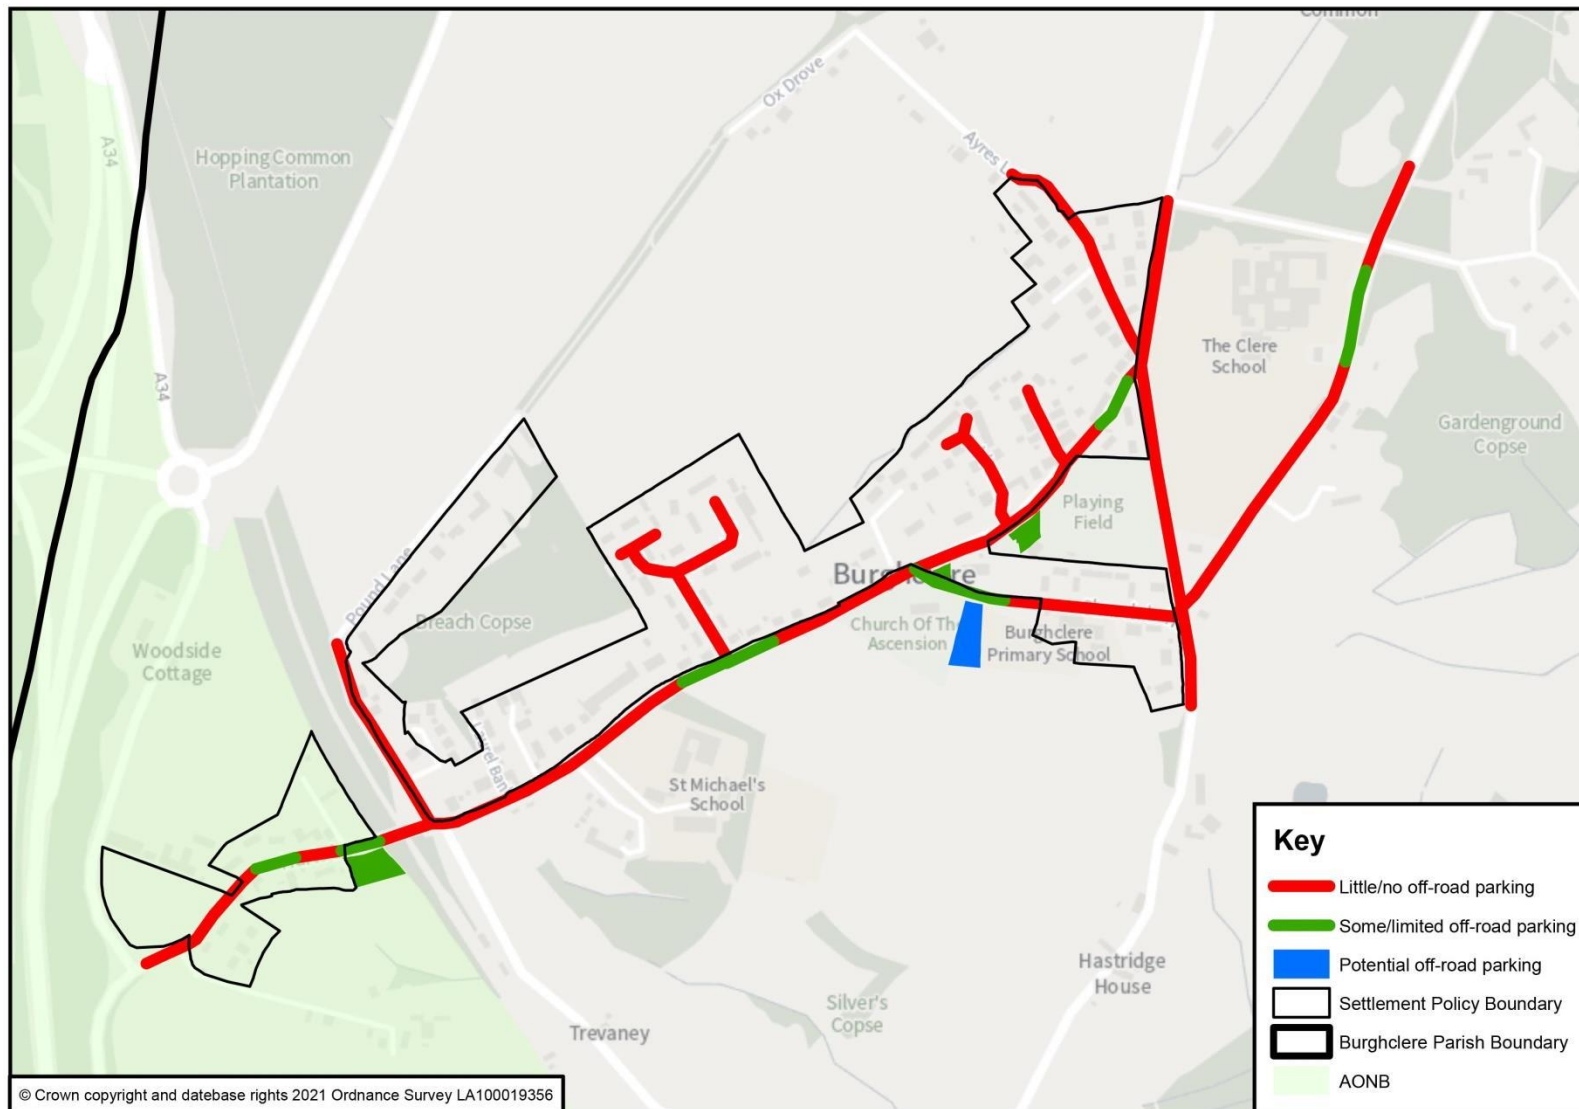 Common
Ox Drove
A34
Hopping Common
Plantation
Ayres L
A34
The Clere
School
Gardenground
Copse
Playing
Field
Burghclere
Pound Lane
Breach Copse
Church Of The
Ascension
Burghclere
Primary School
Woodside
Cottage
Laurel Bank
St Michael's
School
Hastridge
House
Silver's
Copse
Trevaney
Key
Little/no off-road parking
Some/limited off-road parking
Potential off-road parking
Settlement Policy Boundary
Burghclere Parish Boundary
AONB
© Crown copyright and datebase rights 2021 Ordnance Survey LA100019356